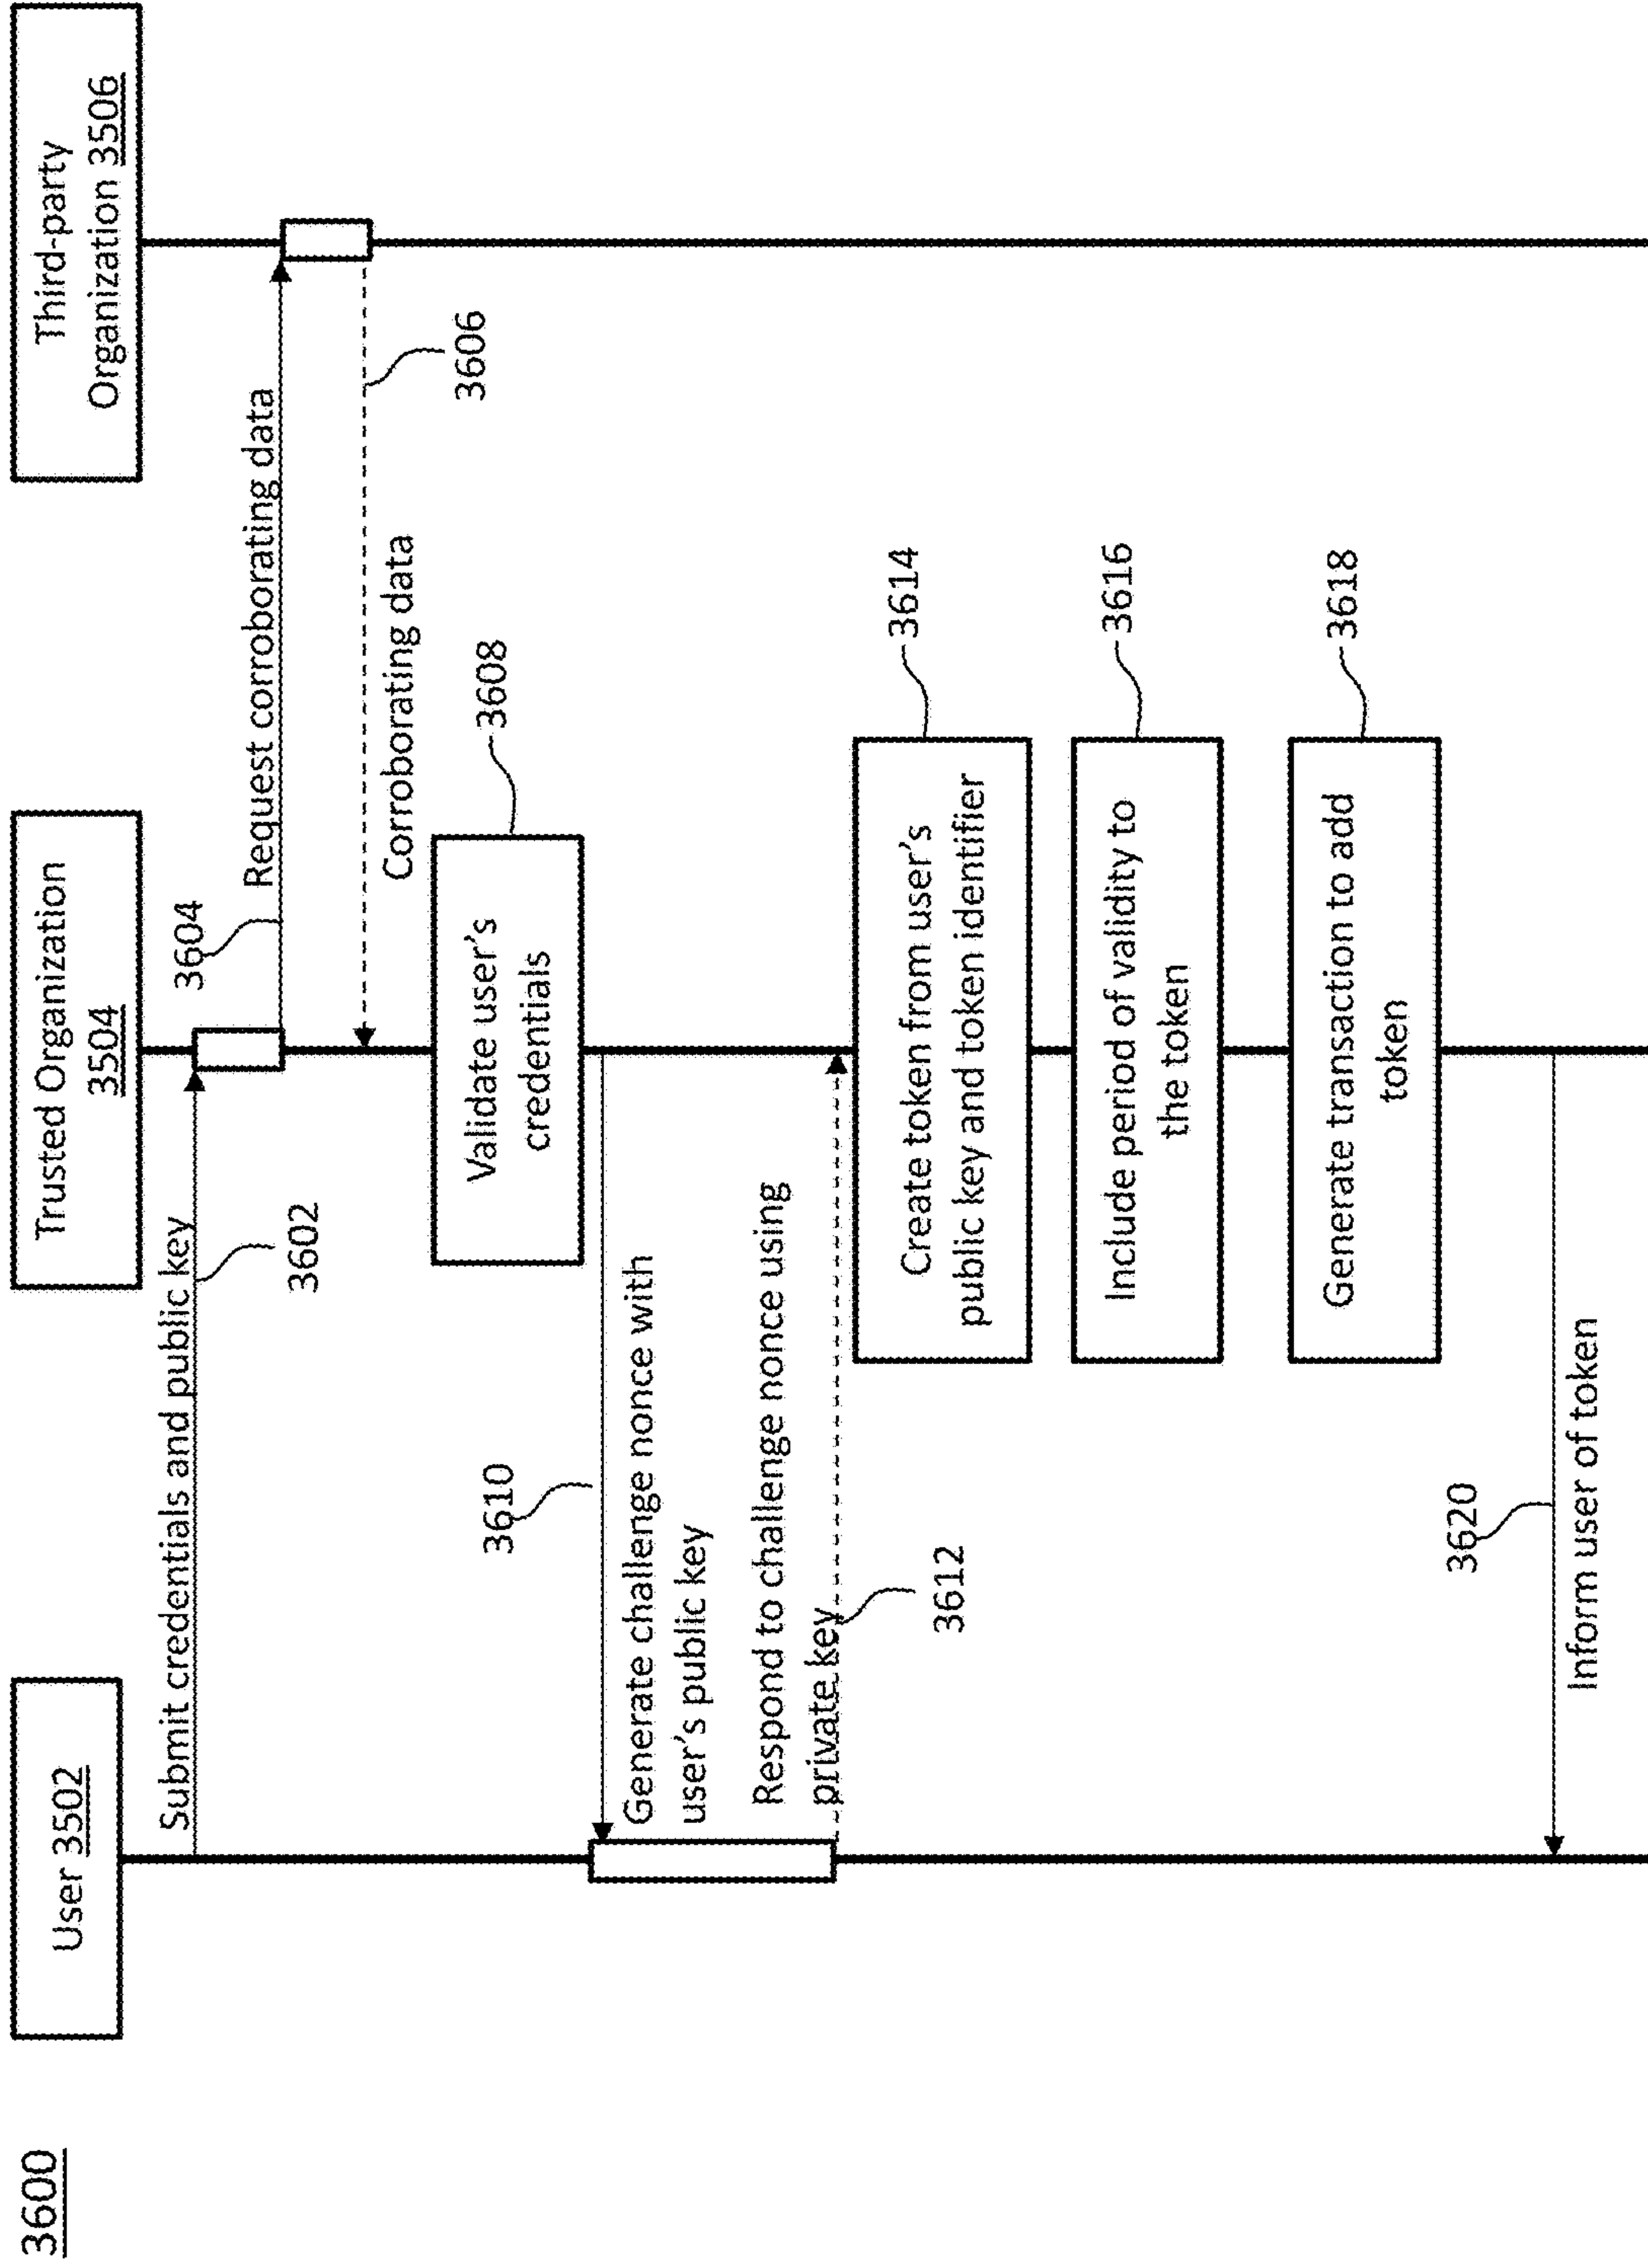 3600
User 3502
Trusted Organization
3504
Third-party
Organization 3506
Submit credentials and public key
3602
3604
Request corroborating data
3606
Corroborating data
Validate user's
credentials
3608
3610
Generate challenge nonce with
user's public key
Respond to challenge nonce using
private key
3612
Create token from user's
public key and token identifier
3614
Include period of validity to
the token
3616
Generate transaction to add
token
3618
3620
Inform user of token